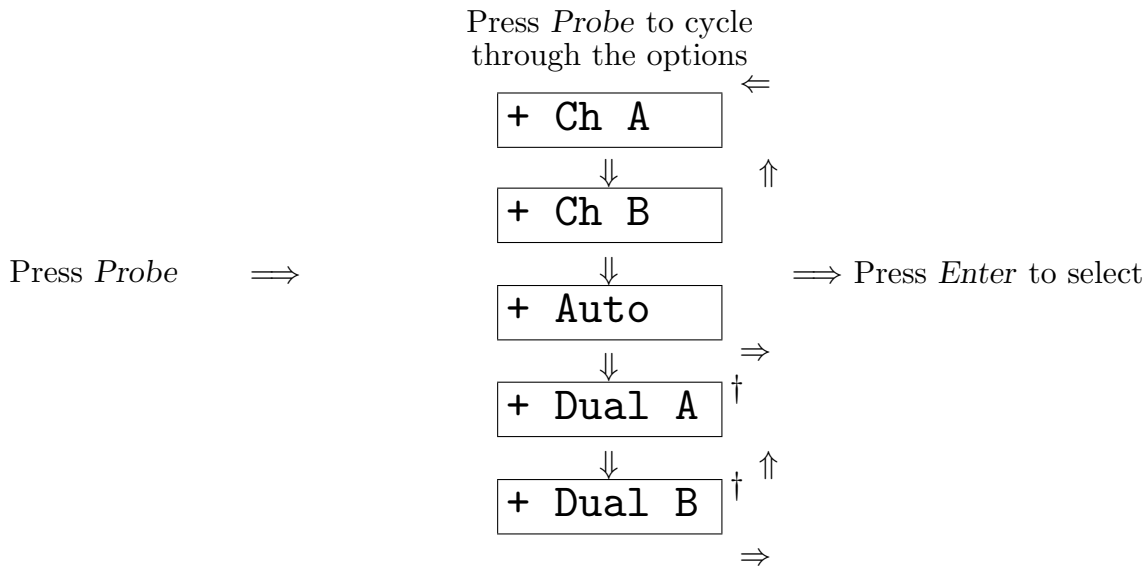 Press Probe to cycle
through the options
⇐
+ Ch A
⇓ ⇑
+ Ch B
Press Probe ⟹ ⇓ ⟹ Press Enter to select
+ Auto
⇓ ⇒
+ Dual A †
⇓ ⇑
+ Dual B †
⇒